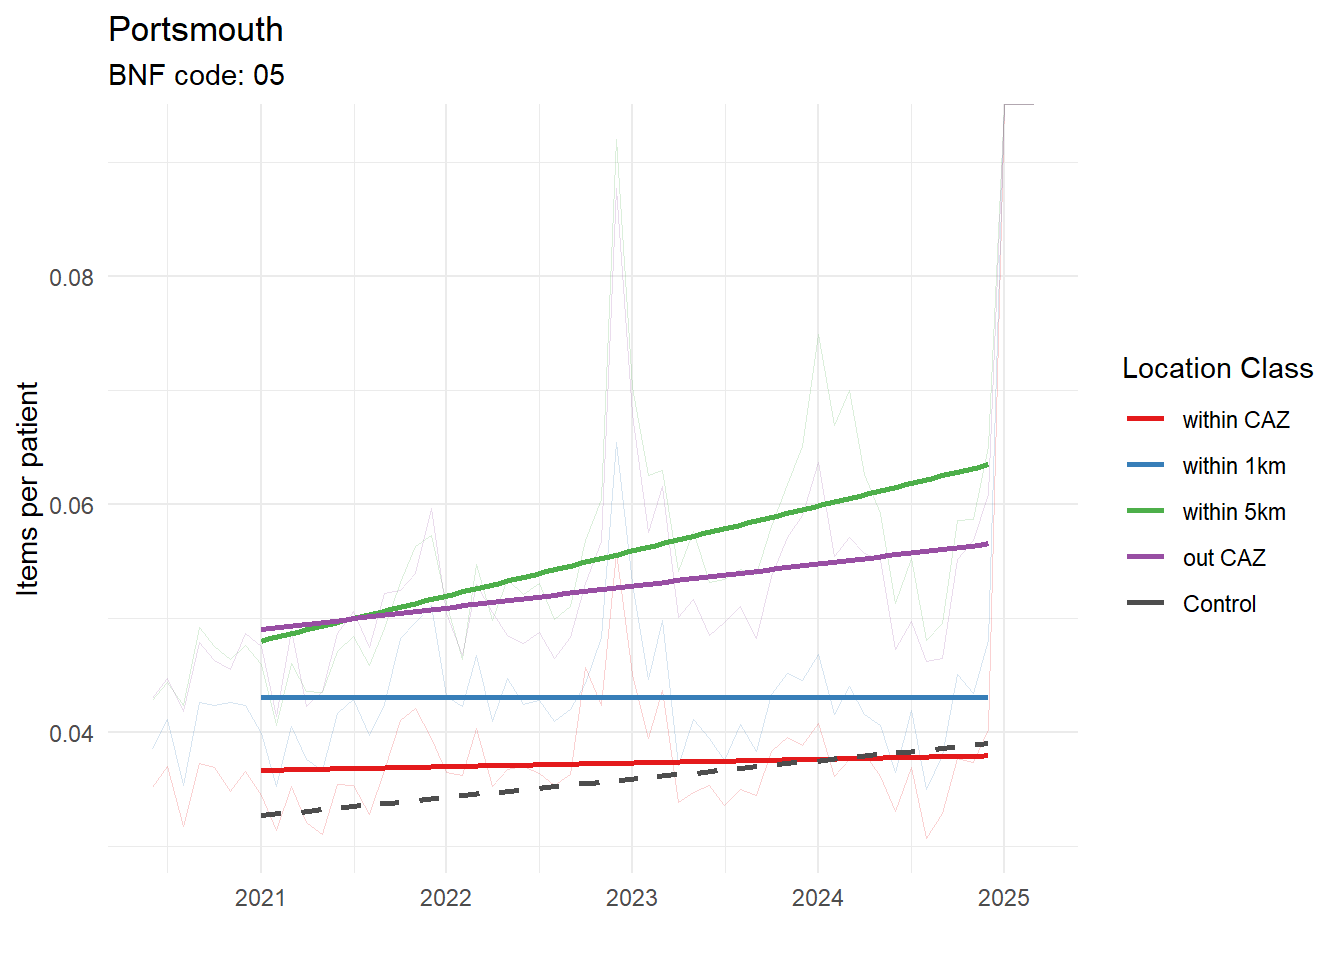 Portsmouth
BNF code: 05
Items per patient
0.08
0.06
0.04
2021 2022 2023 2024 2025
Location Class
within CAZ
within 1km
within 5km
out CAZ
Control